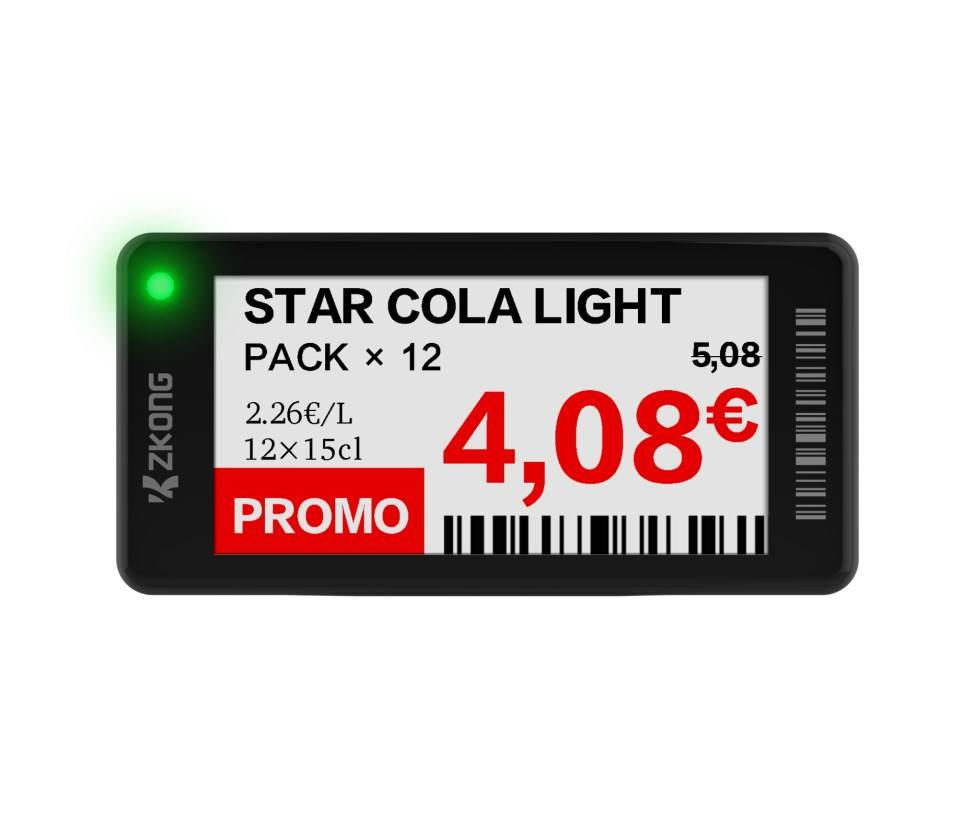 STAR COLA LIGHT
PACK × 12
5,08
2.26€/L
12×15cl
4,08€
PROMO
ZKONG